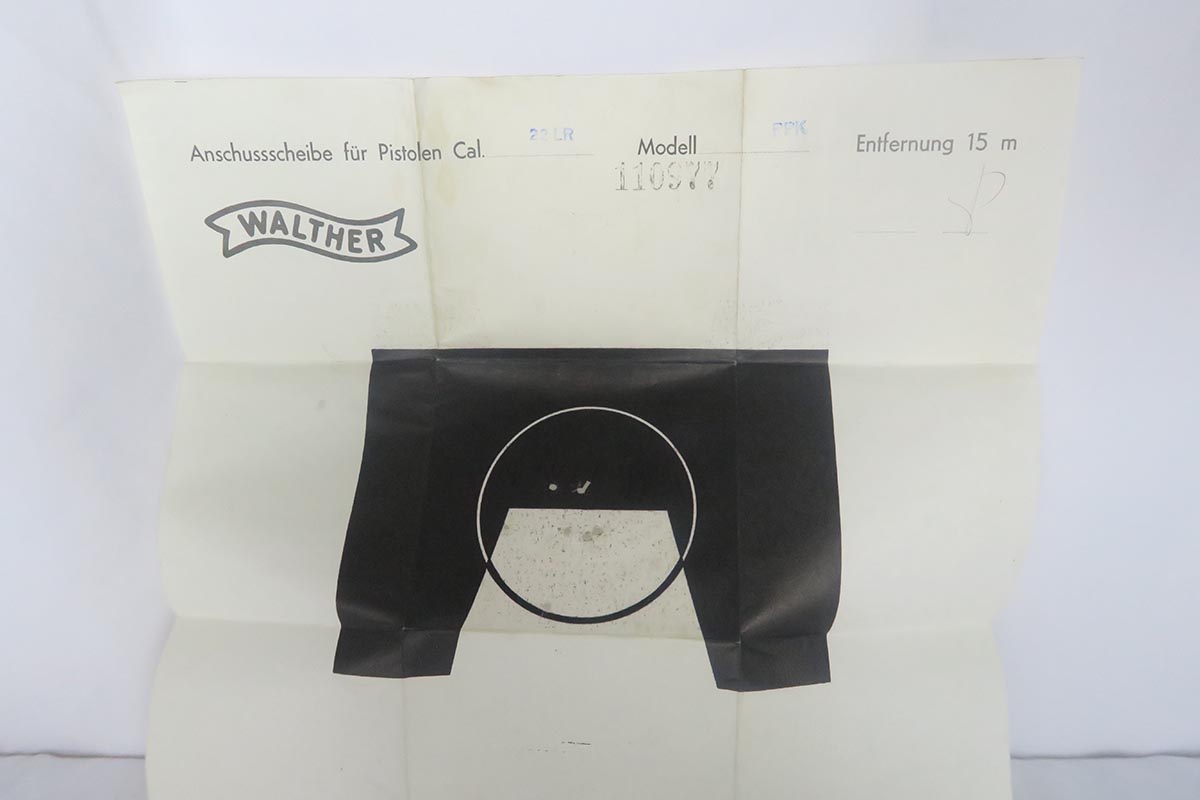 Anschussscheibe für Pistolen Cal. 22 LR Modell PPK Entfernung 15 m
110977
WALTHER